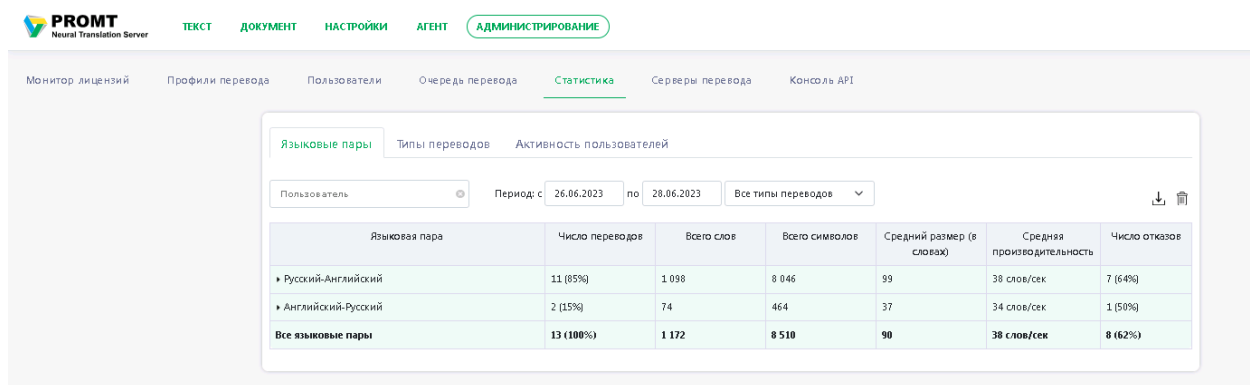 PROMT
Neural Translation Server
ТЕКСТ ДОКУМЕНТ НАСТРОЙКИ АГЕНТ АДМИНИСТРИРОВАНИЕ
Монитор лицензий Профили перевода Пользователи Очередь перевода Статистика Серверы перевода Консоль API
Языковые пары Типы переводов Активность пользователей
Пользователь Период: с 26.06.2023 по 28.06.2023 Все типы переводов
Языковая пара Число переводов Всего слов Всего символов Средний размер (в словах) Средняя производительность Число отказов
Русский-Английский 11 (85%) 1 098 8 046 99 38 слов/сек 7 (64%)
Английский-Русский 2 (15%) 74 464 37 34 слов/сек 1 (50%)
Все языковые пары 13 (100%) 1 172 8 510 90 38 слов/сек 8 (62%)